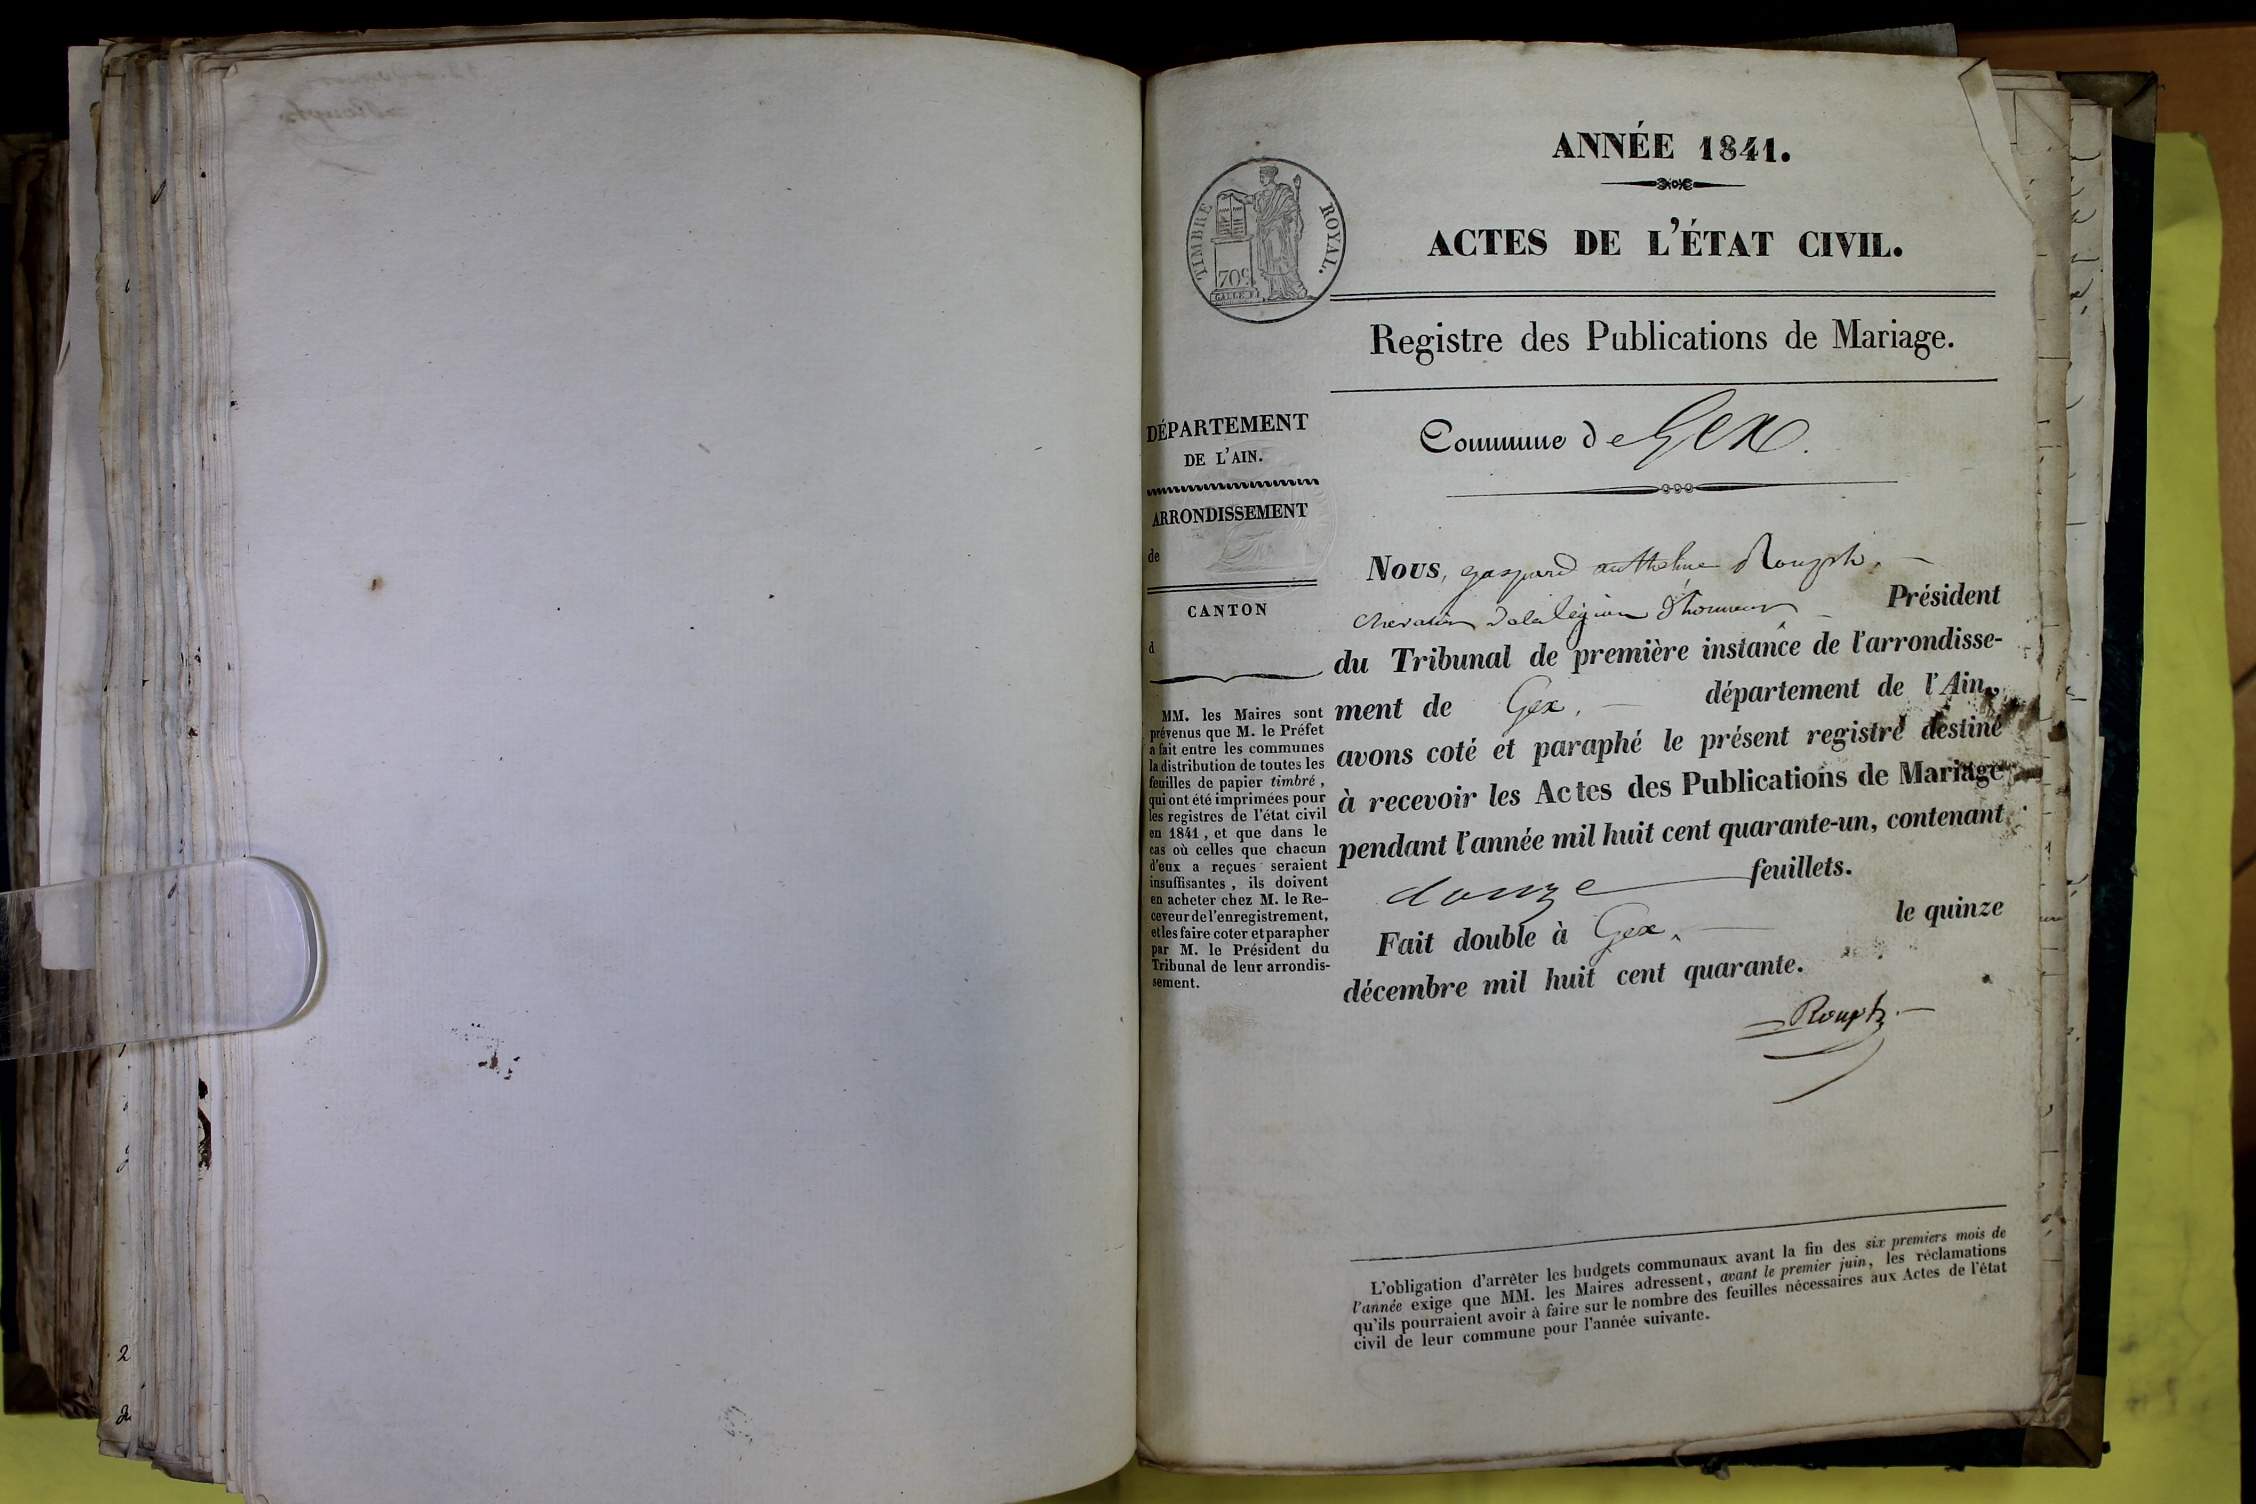 ANNÉE 1841.
ACTES DE L'ÉTAT CIVIL.
TIMBRE ROYAL.
70c
Registre des Publications de Mariage.
Commune de Gex.
DÉPARTEMENT
DE L'AIN.
ARRONDISSEMENT
de
CANTON
d
MM. les Maires sont
prévenus que M. le Préfet
a fait entre les communes
la distribution de toutes les
feuilles de papier timbré,
qui ont été imprimées pour
les registres de l'état civil
en 1841, et que dans le
cas où celles que chacun
d'eux a reçues seraient
insuffisantes, ils doivent
en acheter chez M. le Re-
ceveur de l'enregistrement,
et les faire coter et parapher
par M. le Président du
Tribunal de leur arrondis-
sement.
Nous, gaspard anthelme Rouph.
chevalier de la légion d'honneur Président
du Tribunal de première instance de l'arrondisse-
ment de Gex, département de l'Ain,
avons coté et paraphé le présent registre destiné
à recevoir les Actes des Publications de Mariage
pendant l'année mil huit cent quarante-un, contenant
douze feuillets.
Fait double à Gex, le quinze
décembre mil huit cent quarante.
Rouph
L'obligation d'arrêter les budgets communaux avant la fin des six premiers mois de
l'année exige que MM. les Maires adressent, avant le premier juin, les réclamations
qu'ils pourraient avoir à faire sur le nombre des feuilles nécessaires aux Actes de l'état
civil de leur commune pour l'année suivante.